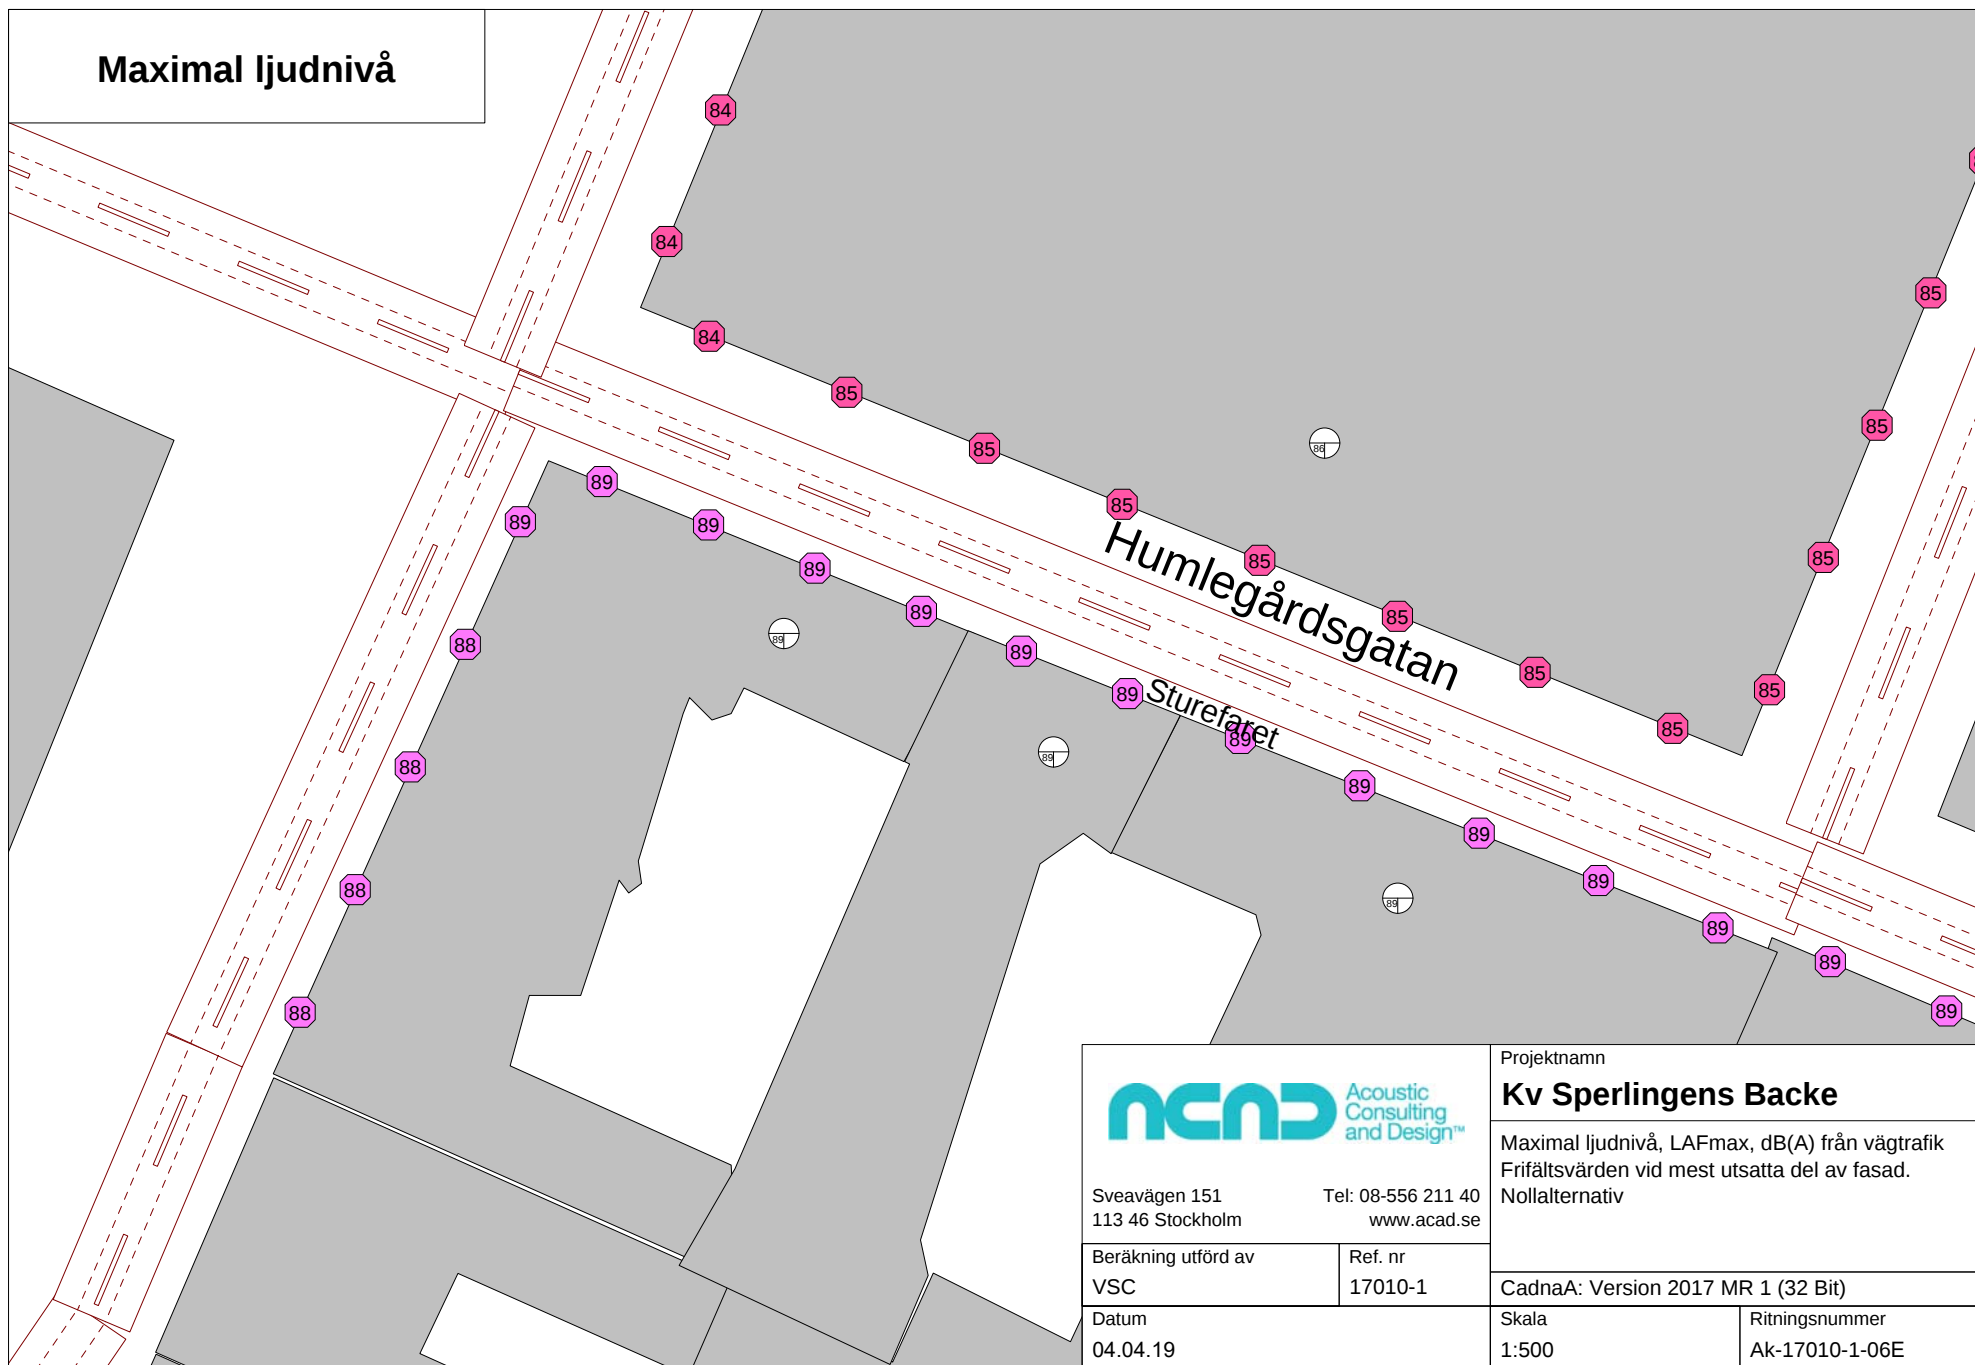 Maximal ljudnivå
84
84
84
85
85
85
85
85
85
85
85
85
85
85
86
89
89
89
89
89
89
89
89
89
89
89
89
89
89
88
88
88
88
89
89
89
Humlegårdsgatan
Sturefaret
Acoustic
Consulting
and Design™
Sveavägen 151
113 46 Stockholm
Tel: 08-556 211 40
www.acad.se
Beräkning utförd av
VSC
Ref. nr
17010-1
Datum
04.04.19
Projektnamn
Kv Sperlingens Backe
Maximal ljudnivå, LAFmax, dB(A) från vägtrafik
Frifältsvärden vid mest utsatta del av fasad.
Nollalternativ
CadnaA: Version 2017 MR 1 (32 Bit)
Skala
1:500
Ritningsnummer
Ak-17010-1-06E